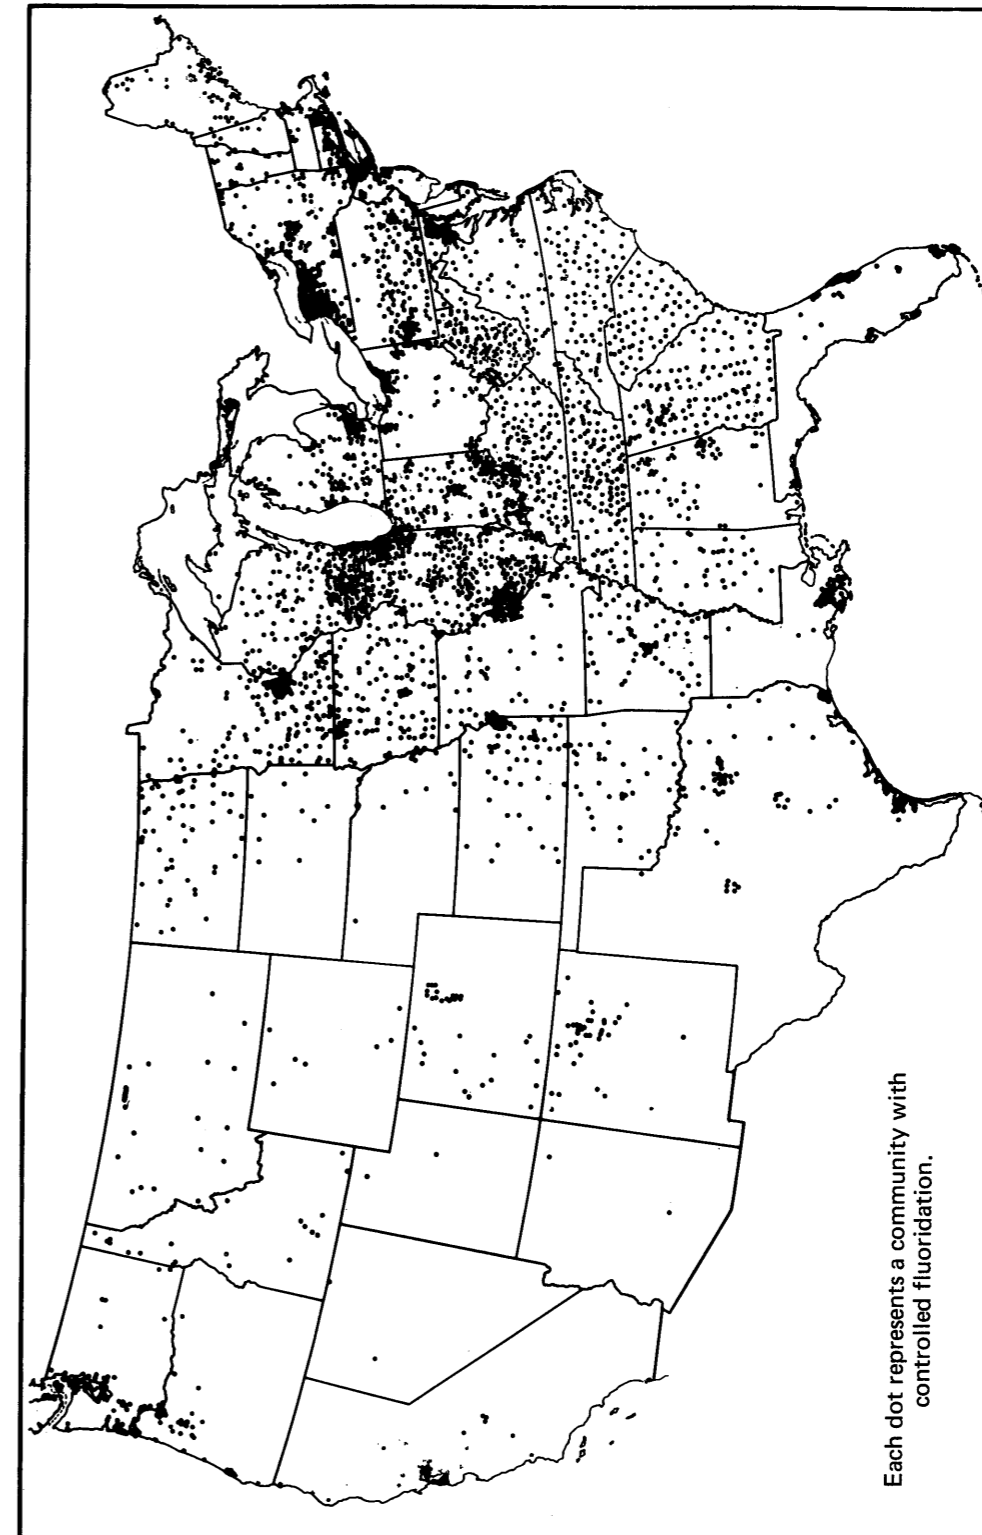 Each dot represents a community with
controlled fluoridation.